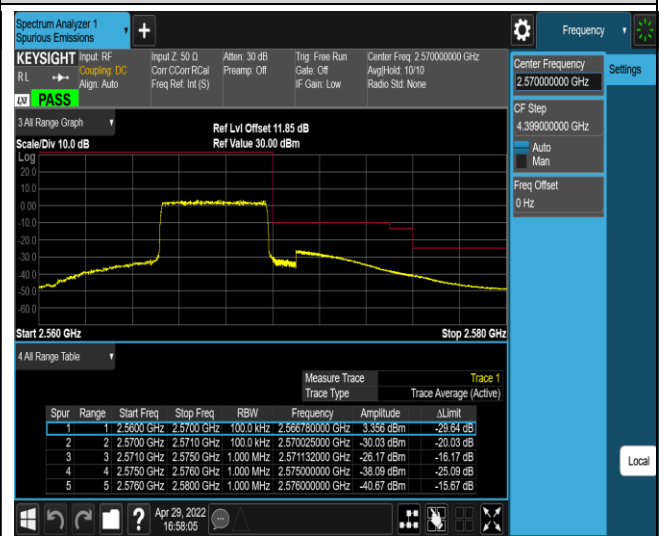 Spectrum Analyzer 1
Spurious Emissions
Frequency
KEYSIGHT Input: RF Input Z: 50 Ω Atten: 30 dB Trig: Free Run Center Freq: 2.570000000 GHz
RL Coupling: DC Corr CCorr RCal Preamp: Off Gate: Off Avg|Hold: 10/10
Align: Auto Freq Ref: Int (S) IF Gain: Low Radio Std: None
LXI PASS
Center Frequency
2.570000000 GHz
Settings
CF Step
4.399000000 GHz
Auto
Man
Freq Offset
0 Hz
3 All Range Graph
Ref Lvl Offset 11.85 dB
Scale/Div 10.0 dB Ref Value 30.00 dBm
Log
20.0
10.0
0.00
-10.0
-20.0
-30.0
-40.0
-50.0
-60.0
Start 2.560 GHz Stop 2.580 GHz
4 All Range Table
Measure Trace Trace 1
Trace Type Trace Average (Active)
Spur Range Start Freq Stop Freq RBW Frequency Amplitude ΔLimit
1 1 2.5600 GHz 2.5700 GHz 100.0 kHz 2.566780000 GHz 3.356 dBm -29.64 dB
2 2 2.5700 GHz 2.5710 GHz 100.0 kHz 2.570025000 GHz -30.03 dBm -20.03 dB
3 3 2.5710 GHz 2.5750 GHz 1.000 MHz 2.571132000 GHz -26.17 dBm -16.17 dB
4 4 2.5750 GHz 2.5760 GHz 1.000 MHz 2.575000000 GHz -38.09 dBm -25.09 dB
5 5 2.5760 GHz 2.5800 GHz 1.000 MHz 2.576000000 GHz -40.67 dBm -15.67 dB
Local
?
Apr 29, 2022
16:58:05